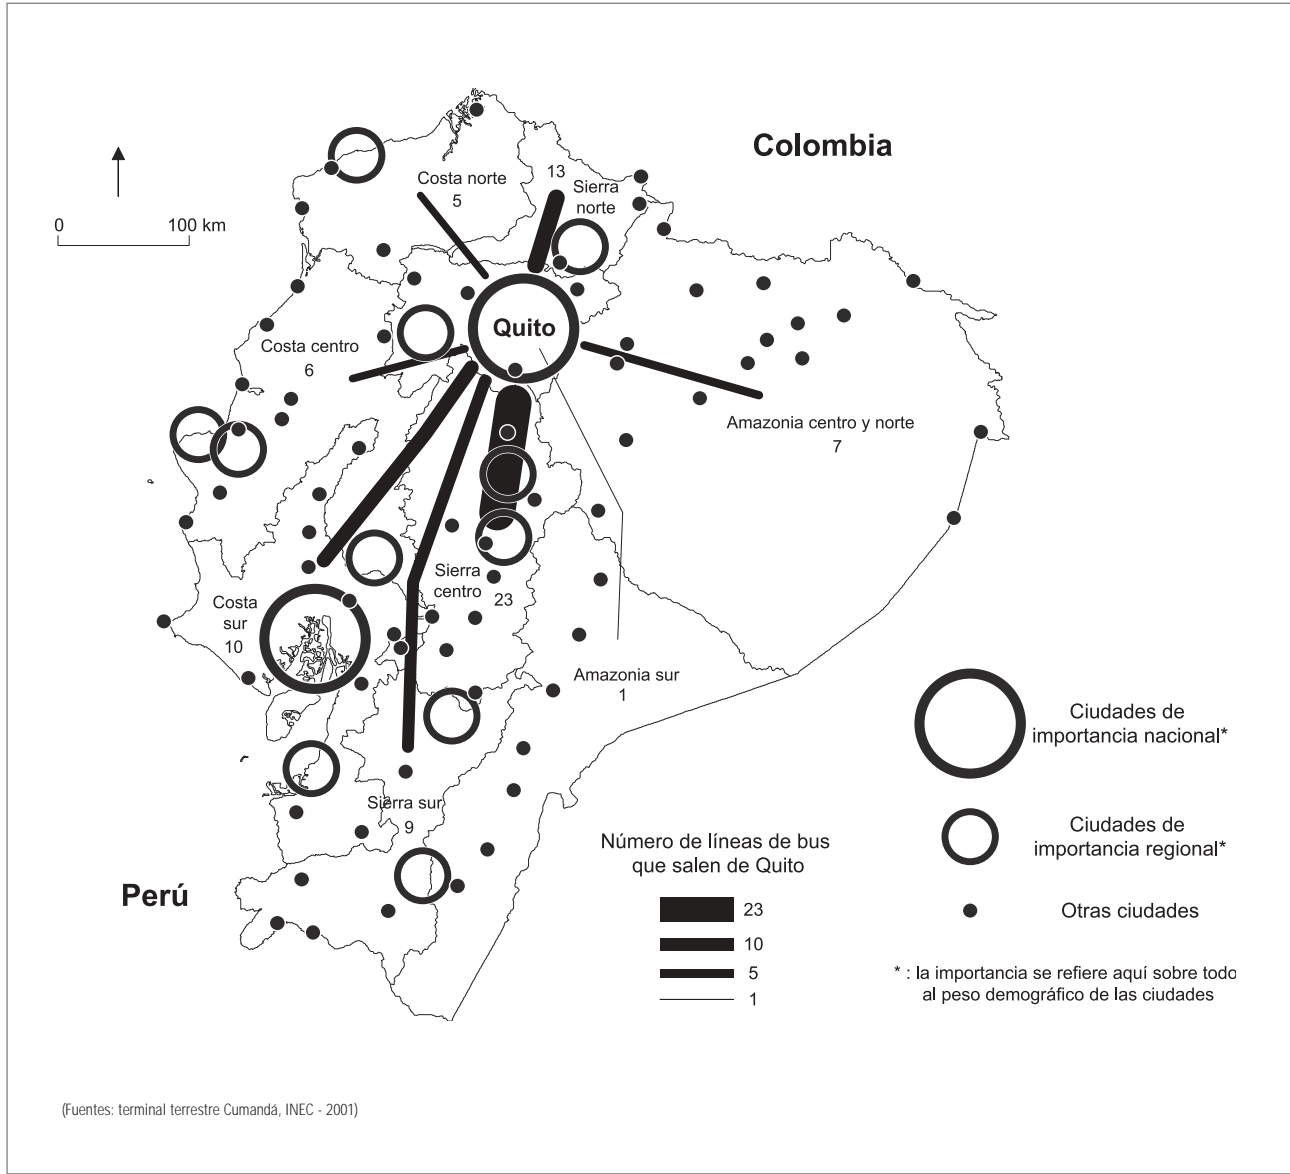 Colombia
Costa norte
5
13
Sierra
norte
0
100 km
Quito
Costa centro
6
Amazonia centro y norte
7
Sierra
centro
23
Costa
sur
10
Amazonia sur
1
Sierra sur
9
Perú
Ciudades de
importancia nacional*
Ciudades de
importancia regional*
Otras ciudades
* : la importancia se refiere aquí sobre todo
al peso demográfico de las ciudades
Número de líneas de bus
que salen de Quito
23
10
5
1
(Fuentes: terminal terrestre Cumandá, INEC - 2001)